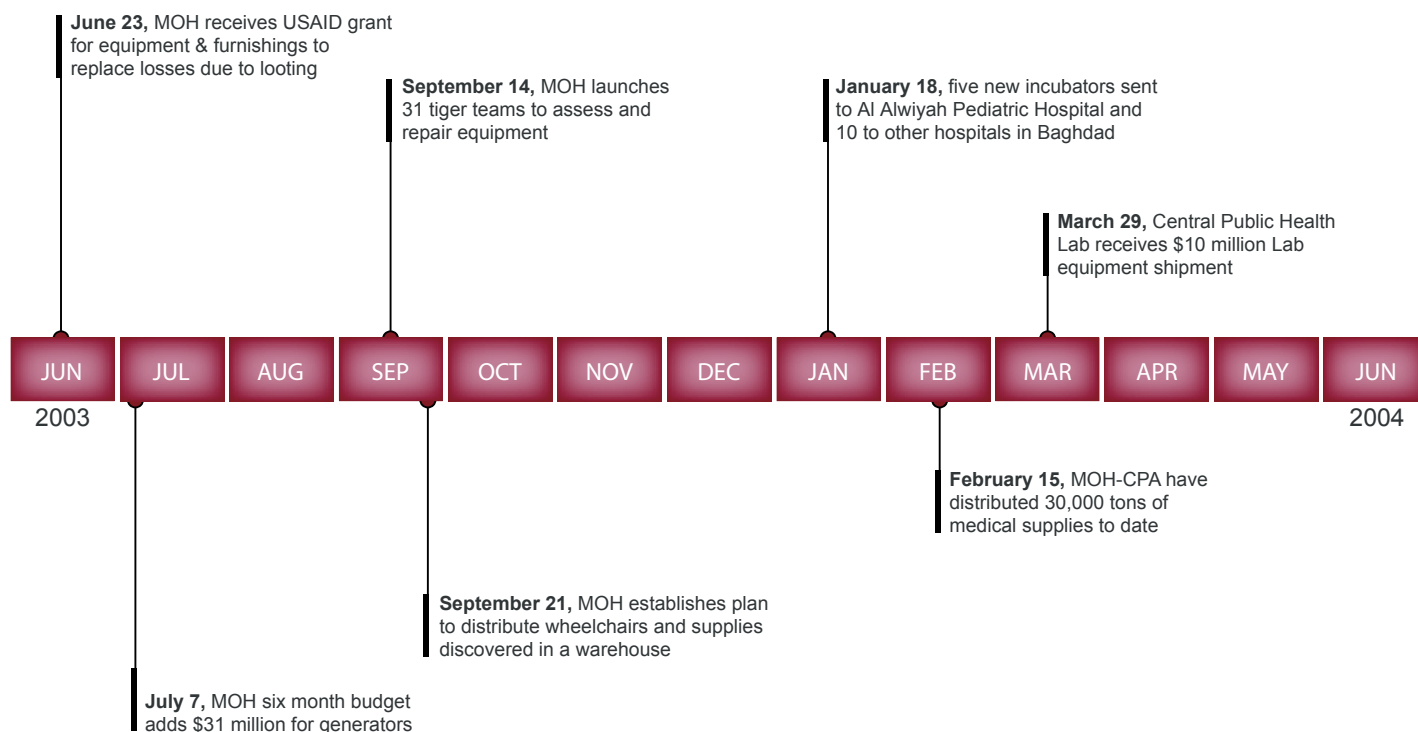 June 23, MOH receives USAID grant
for equipment & furnishings to
replace losses due to looting
September 14, MOH launches
31 tiger teams to assess and
repair equipment
January 18, five new incubators sent
to Al Alwiyah Pediatric Hospital and
10 to other hospitals in Baghdad
March 29, Central Public Health
Lab receives $10 million Lab
equipment shipment
JUN
JUL
AUG
SEP
OCT
NOV
DEC
JAN
FEB
MAR
APR
MAY
JUN
2003
2004
February 15, MOH-CPA have
distributed 30,000 tons of
medical supplies to date
September 21, MOH establishes plan
to distribute wheelchairs and supplies
discovered in a warehouse
July 7, MOH six month budget
adds $31 million for generators